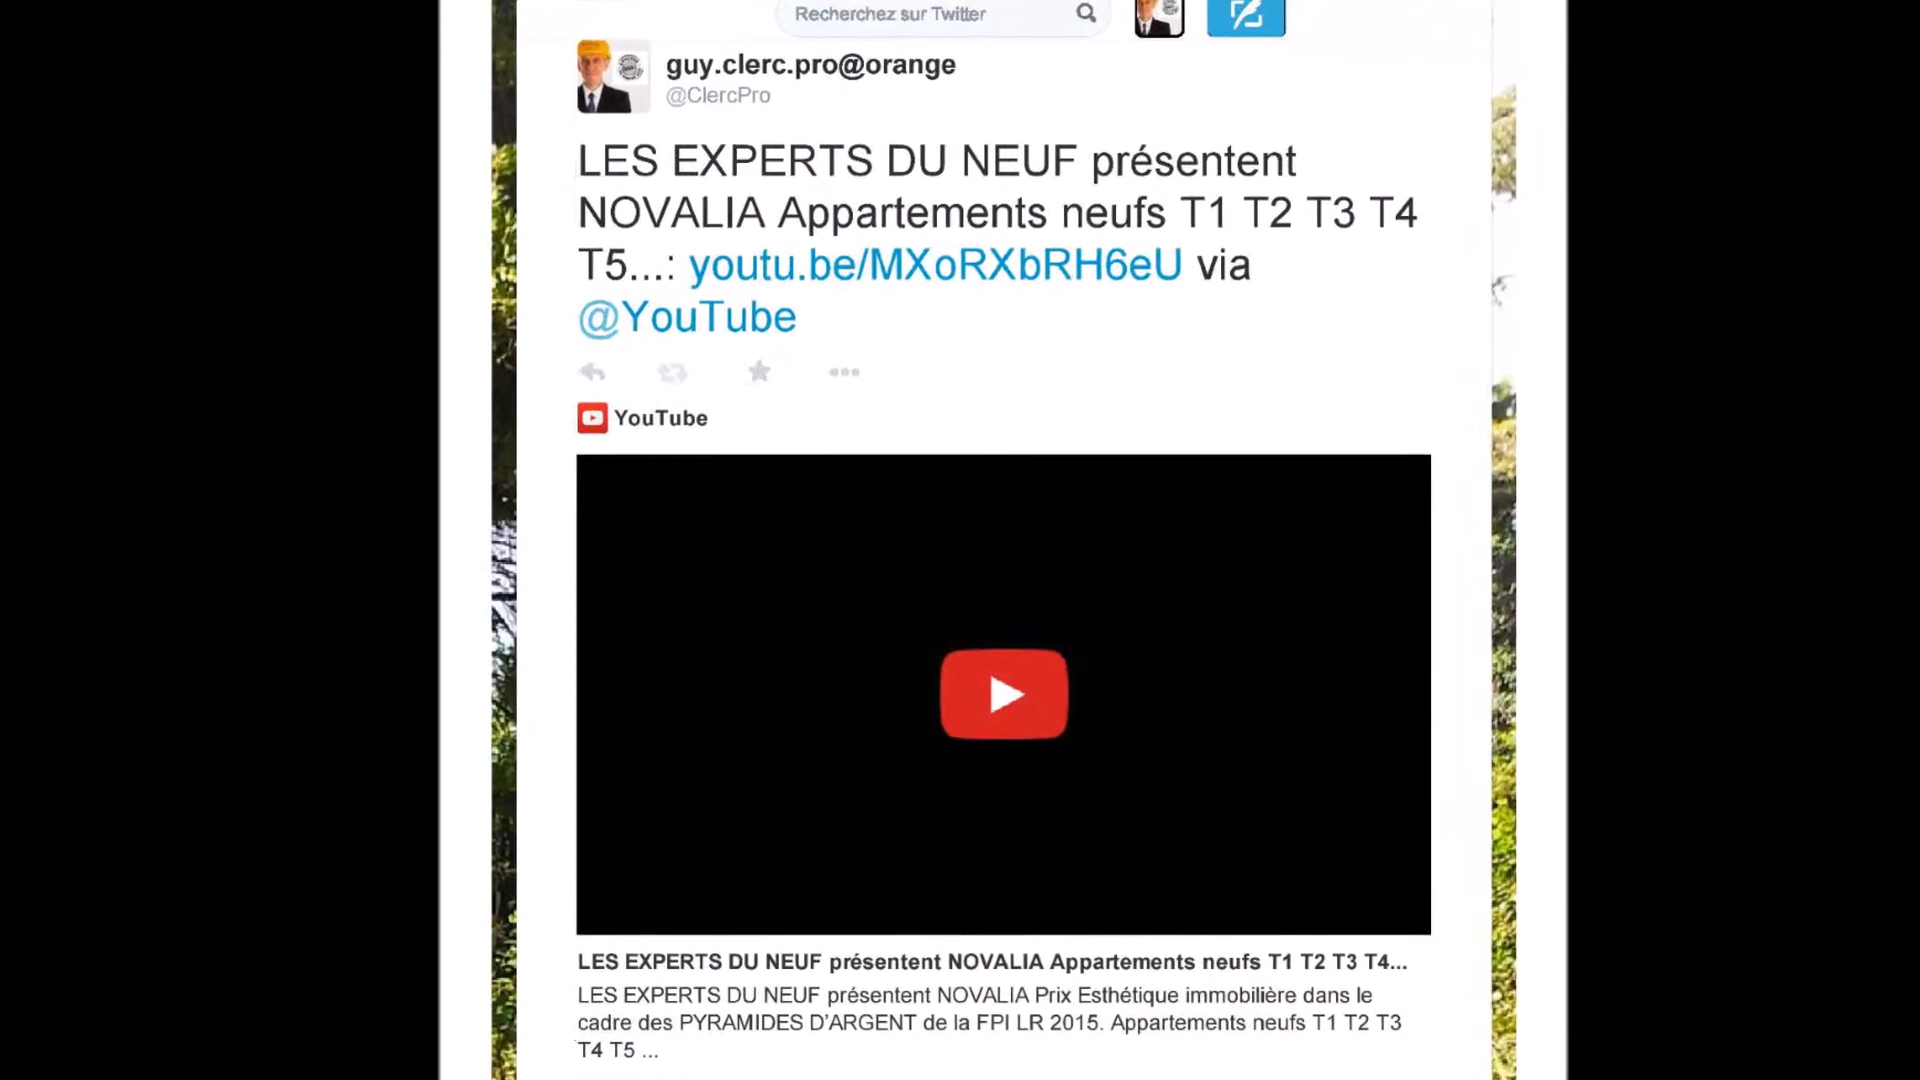 Recherchez sur Twitter
guy.clerc.pro@orange
@ClercPro
LES EXPERTS DU NEUF présentent
NOVALIA Appartements neufs T1 T2 T3 T4
T5...: youtu.be/MXoRXbRH6eU via
@YouTube
YouTube
LES EXPERTS DU NEUF présentent NOVALIA Appartements neufs T1 T2 T3 T4...
LES EXPERTS DU NEUF présentent NOVALIA Prix Esthétique immobilière dans le
cadre des PYRAMIDES D'ARGENT de la FPI LR 2015. Appartements neufs T1 T2 T3
T4 T5 ...